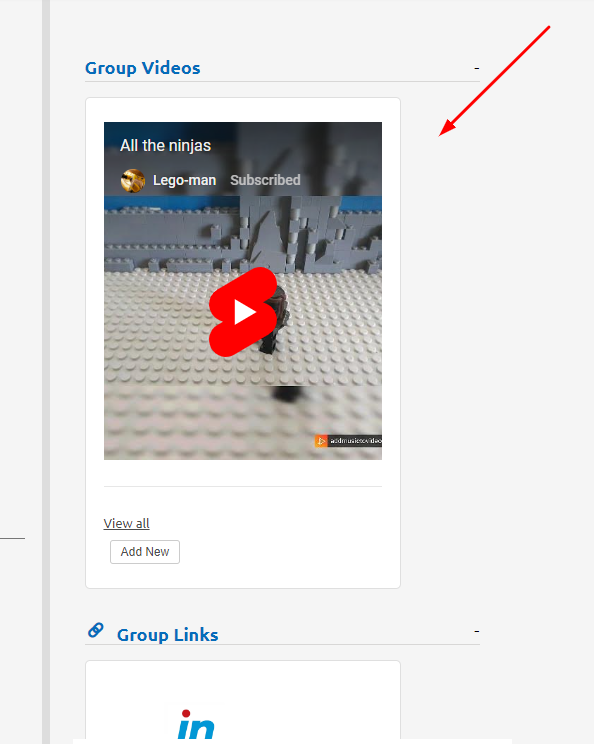 Group Videos
-
All the ninjas
Lego-man Subscribed
addmusictovideo
View all
Add New
Group Links
-
in